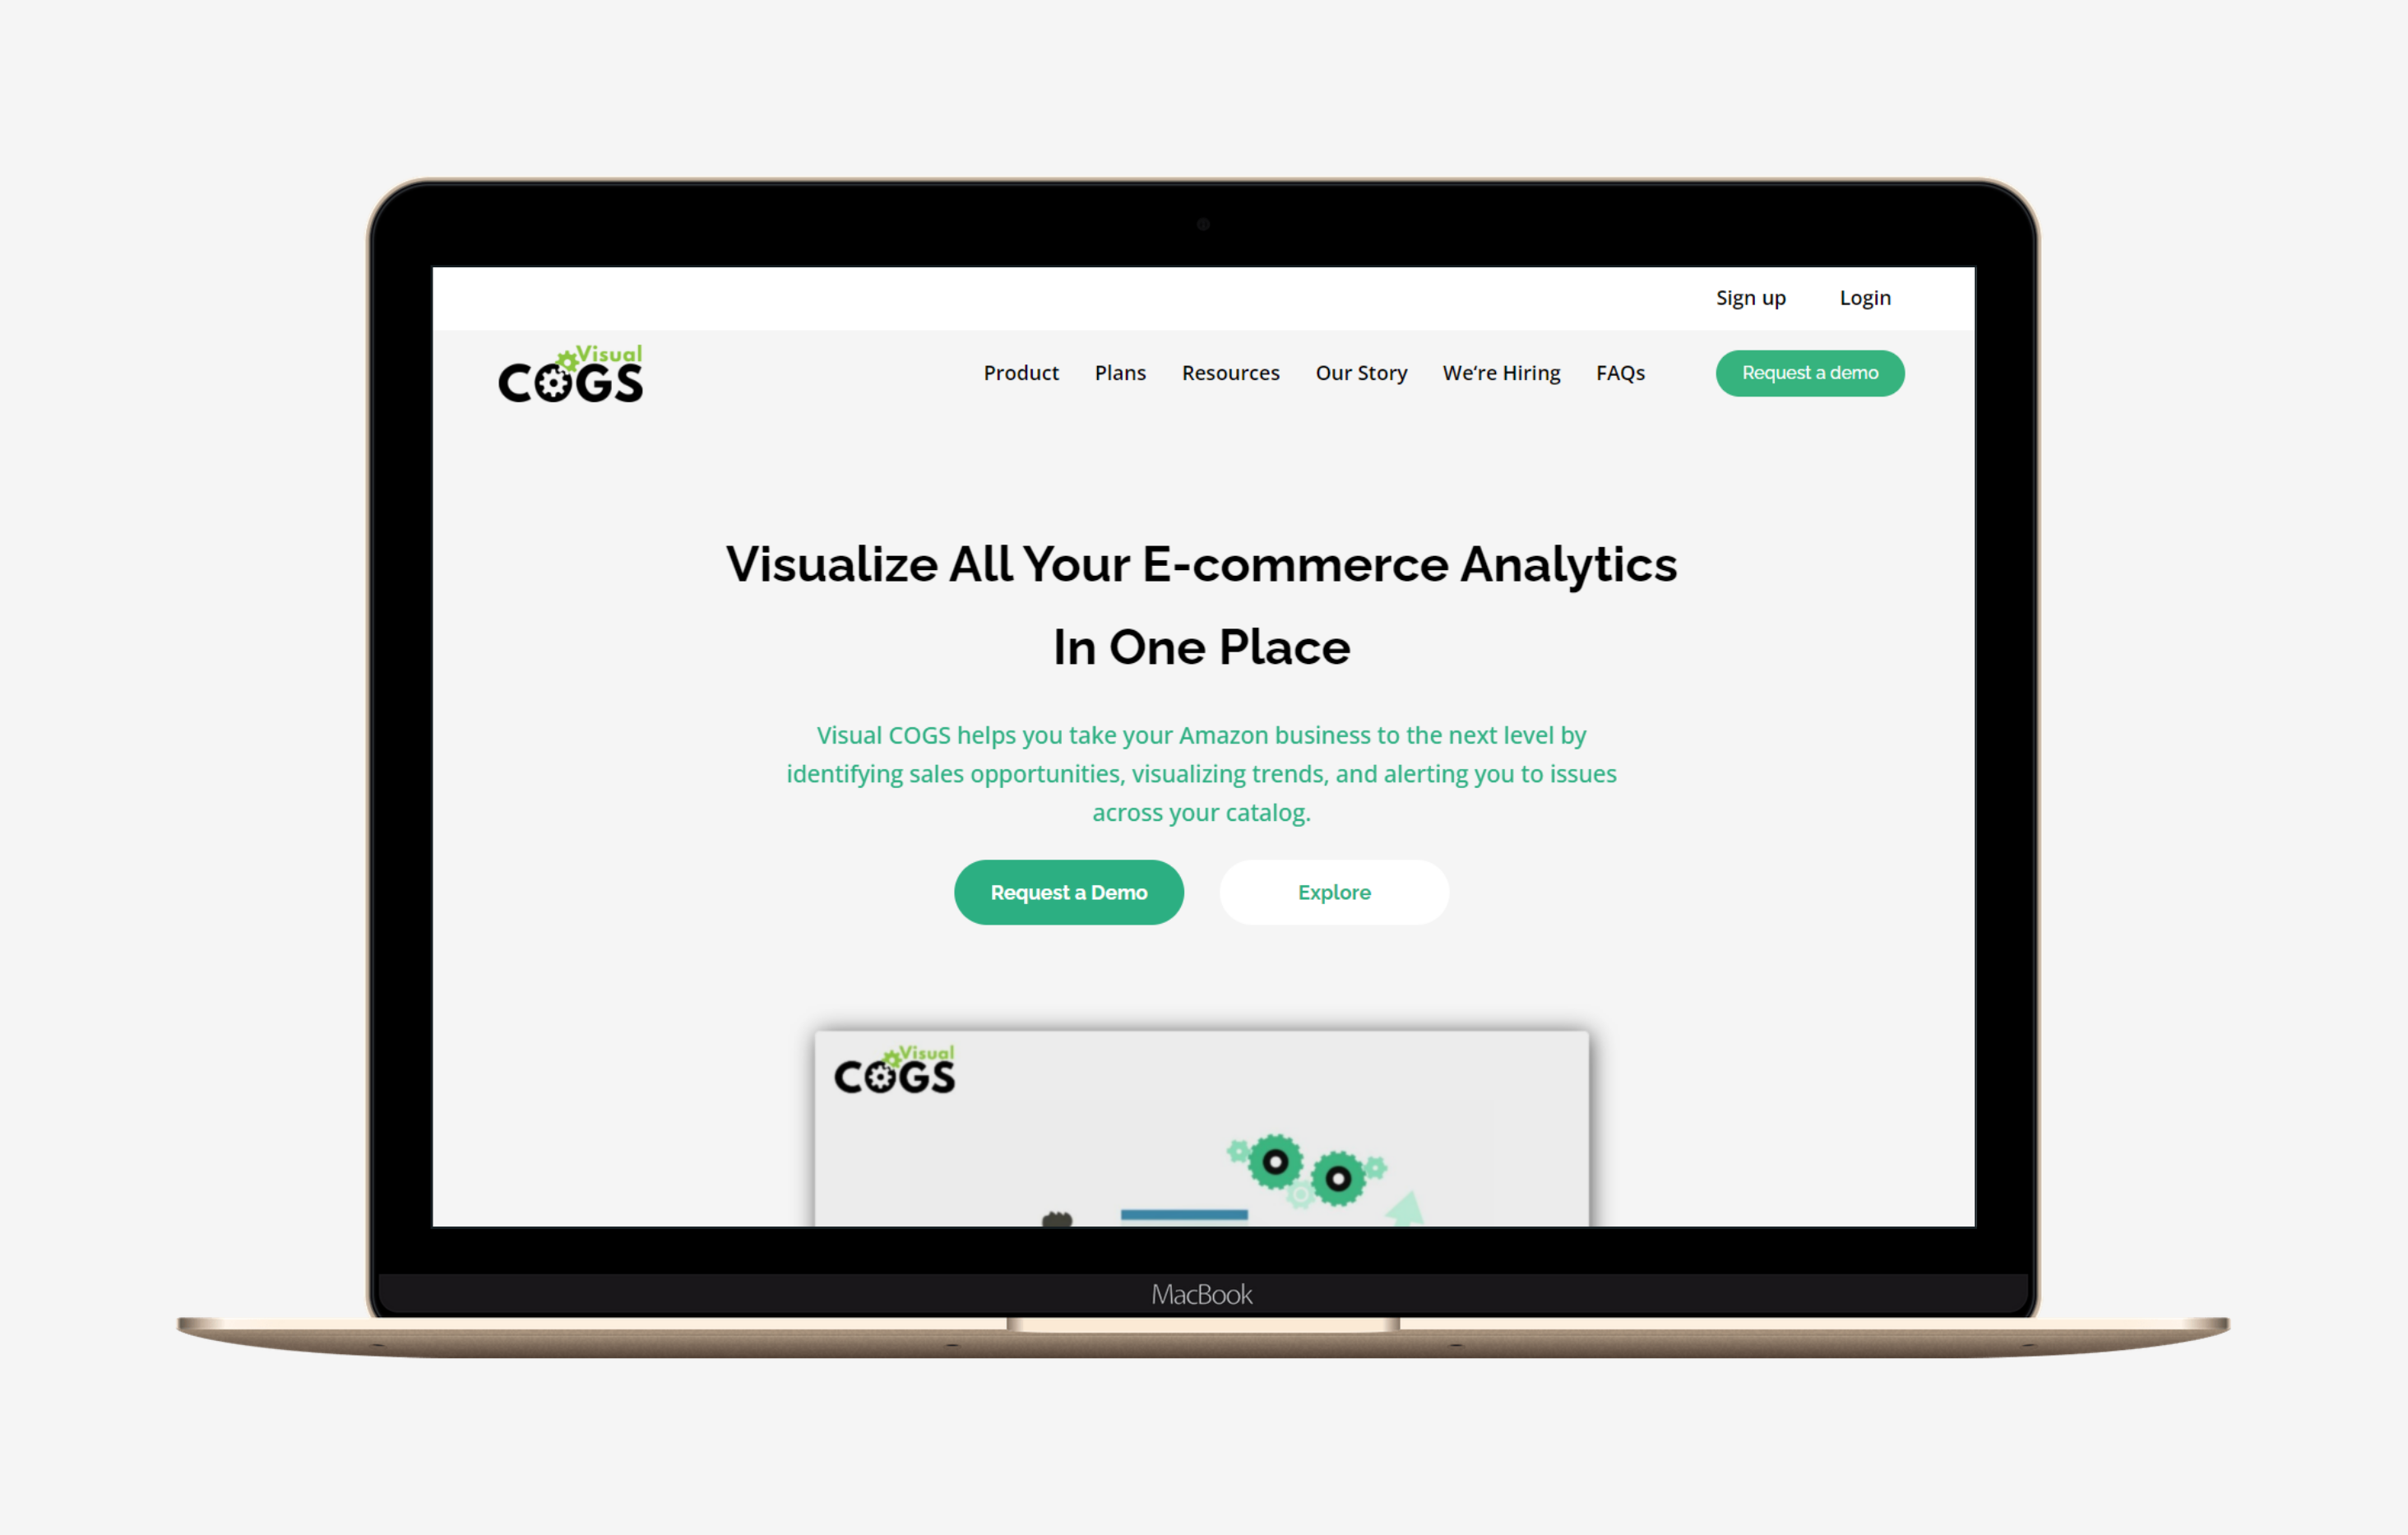 Sign up Login
Visual
COGS
Product Plans Resources Our Story We're Hiring FAQs Request a demo
Visualize All Your E-commerce Analytics
In One Place
Visual COGS helps you take your Amazon business to the next level by
identifying sales opportunities, visualizing trends, and alerting you to issues
across your catalog.
Request a Demo Explore
Visual
COGS
MacBook